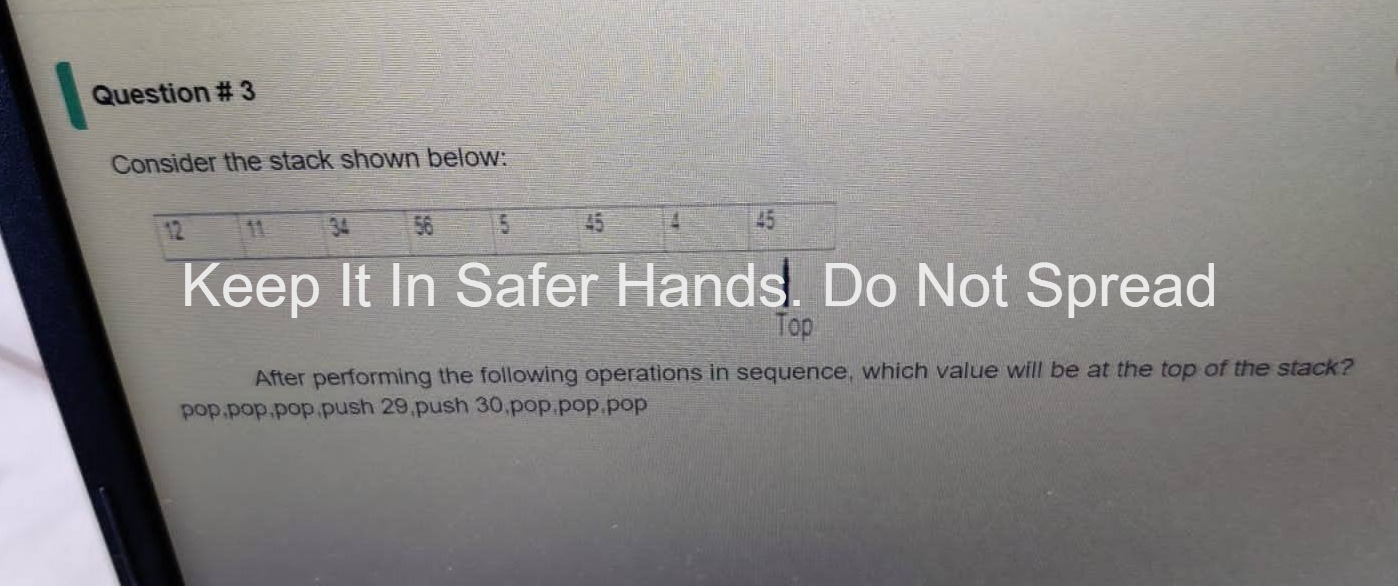 Question # 3
Consider the stack shown below:
12 11 34 56 5 45 4 45
Keep It In Safer Hands. Do Not Spread
Top
After performing the following operations in sequence, which value will be at the top of the stack?
pop,pop,pop,push 29,push 30,pop,pop,pop